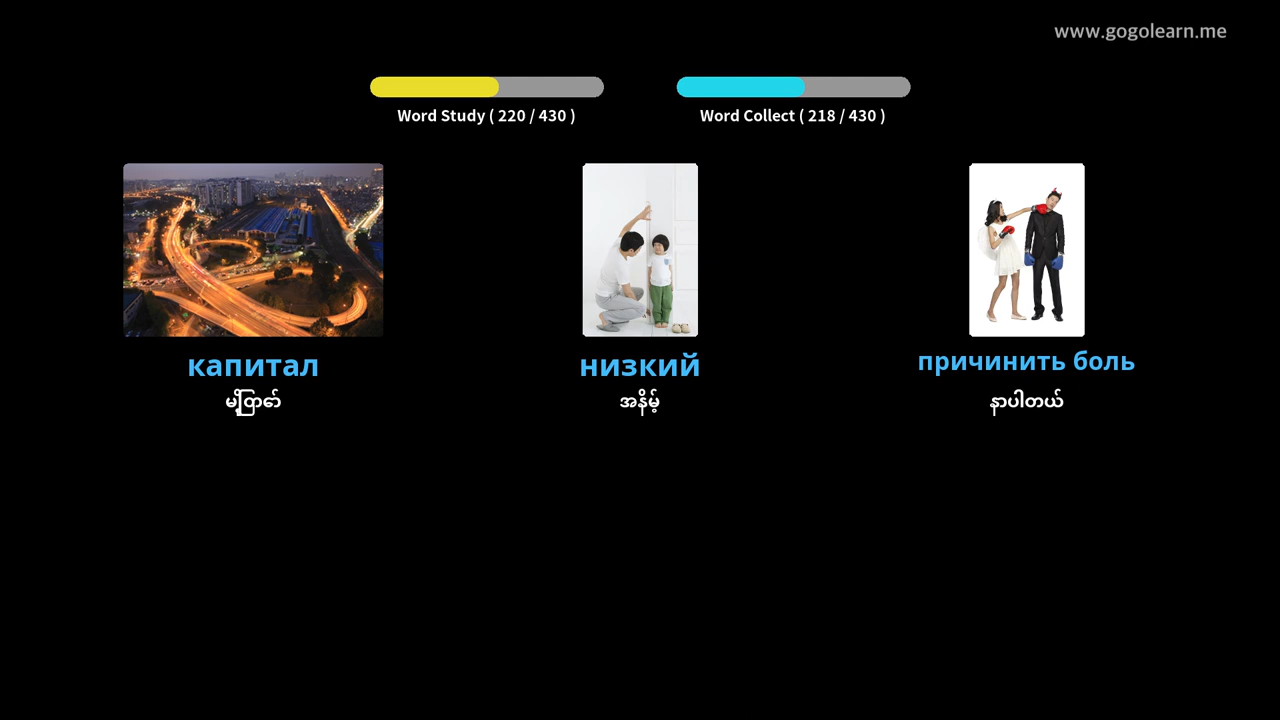 www.gogolearn.me
Word Study ( 220 / 430 )
Word Collect ( 218 / 430 )
капитал
низкий
причинить боль
မြို့တော်
အနိမ့်
နာပါတယ်